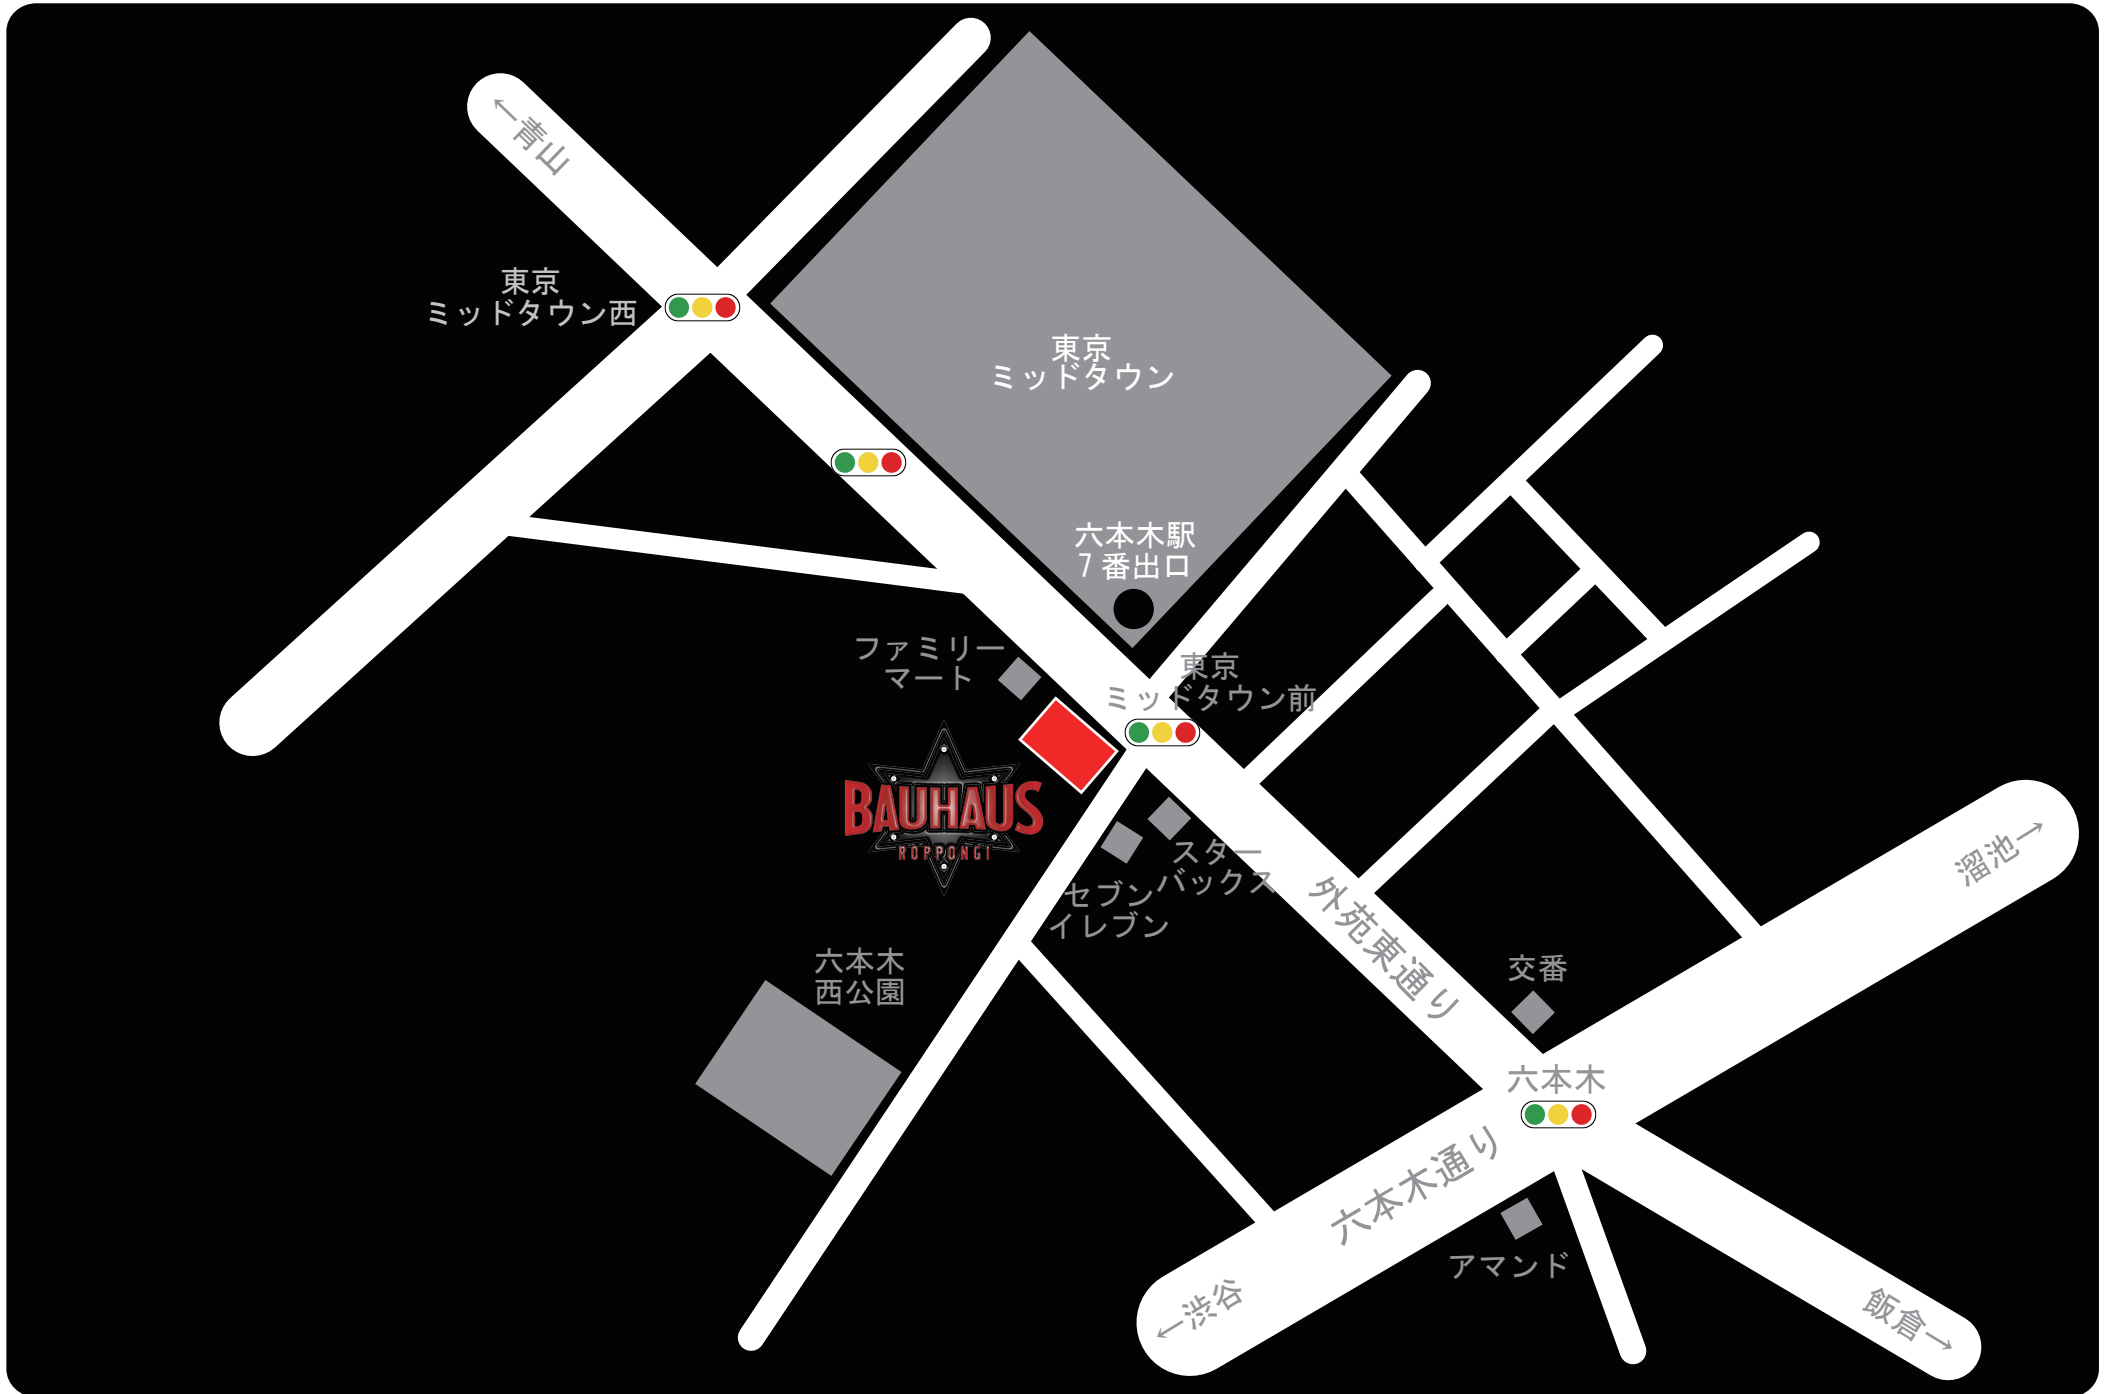 ←青山
東京
ミッドタウン西
東京
ミッドタウン
六本木駅
7 番出口
ファミリー
マート
東京
ミッドタウン前
BAUHAUS
ROPPONGI
スター
バックス
セブン
イレブン
外苑東通り
溜池→
六本木
西公園
交番
六本木
六本木通り
アマンド
←渋谷
飯倉→